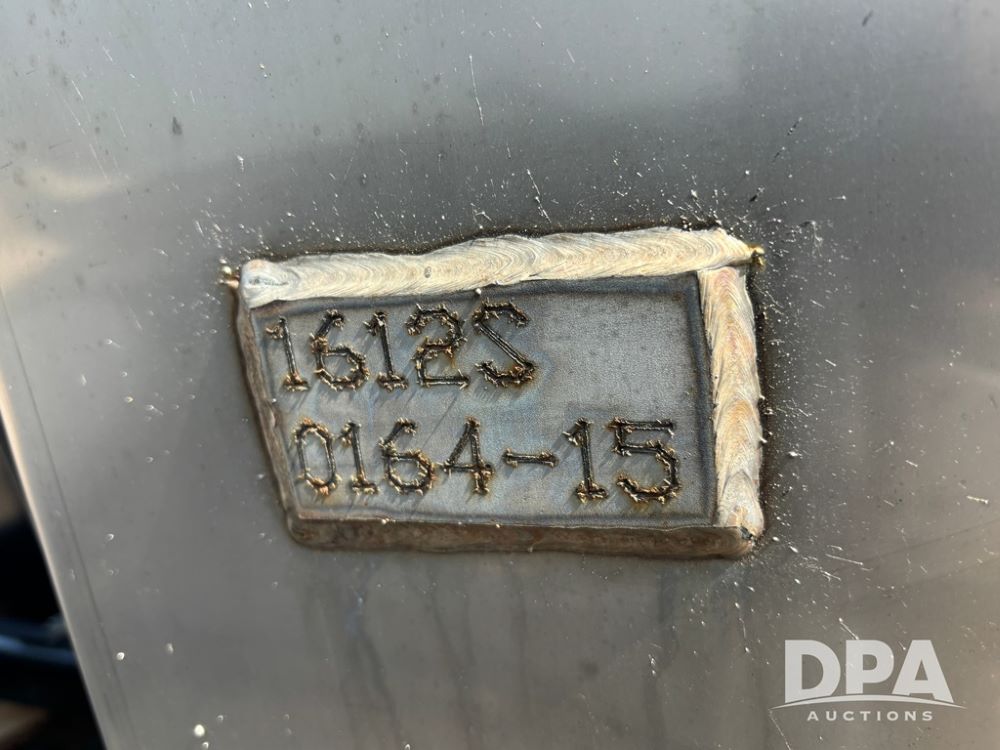 1612S
0164-15
DPA
AUCTIONS